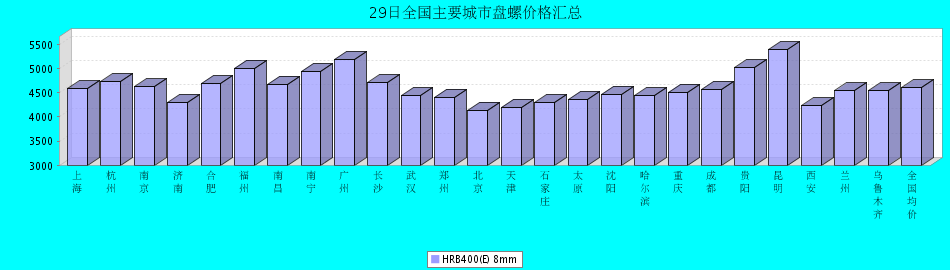 29日全国主要城市盘螺价格汇总
5500
5000
4500
4000
3500
3000
上海
杭州
南京
济南
合肥
福州
南昌
南宁
广州
长沙
武汉
郑州
北京
天津
石家庄
太原
沈阳
哈尔滨
重庆
成都
贵阳
昆明
西安
兰州
乌鲁木齐
全国均价
HRB400(E) 8mm